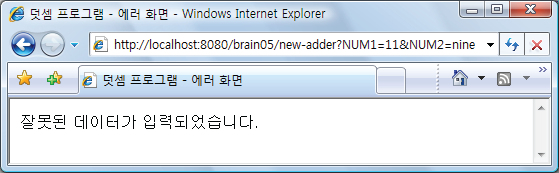 덧셈 프로그램 - 에러 화면 - Windows Internet Explorer
http://localhost:8080/brain05/new-adder?NUM1=11&NUM2=nine
덧셈 프로그램 - 에러 화면
잘못된 데이터가 입력되었습니다.